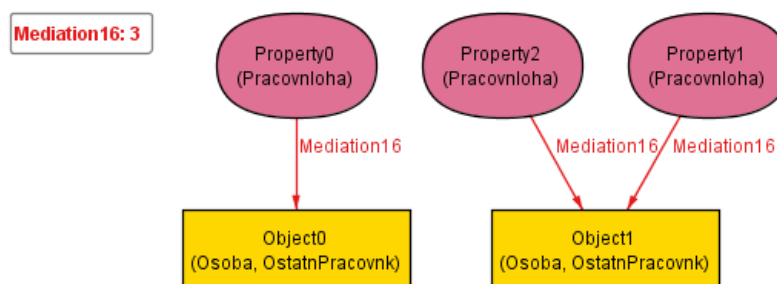 Mediation16: 3
Property0
(Pracovnloha)
Property2
(Pracovnloha)
Property1
(Pracovnloha)
Mediation16
Mediation16
Mediation16
Object0
(Osoba, OstatnPracovnk)
Object1
(Osoba, OstatnPracovnk)